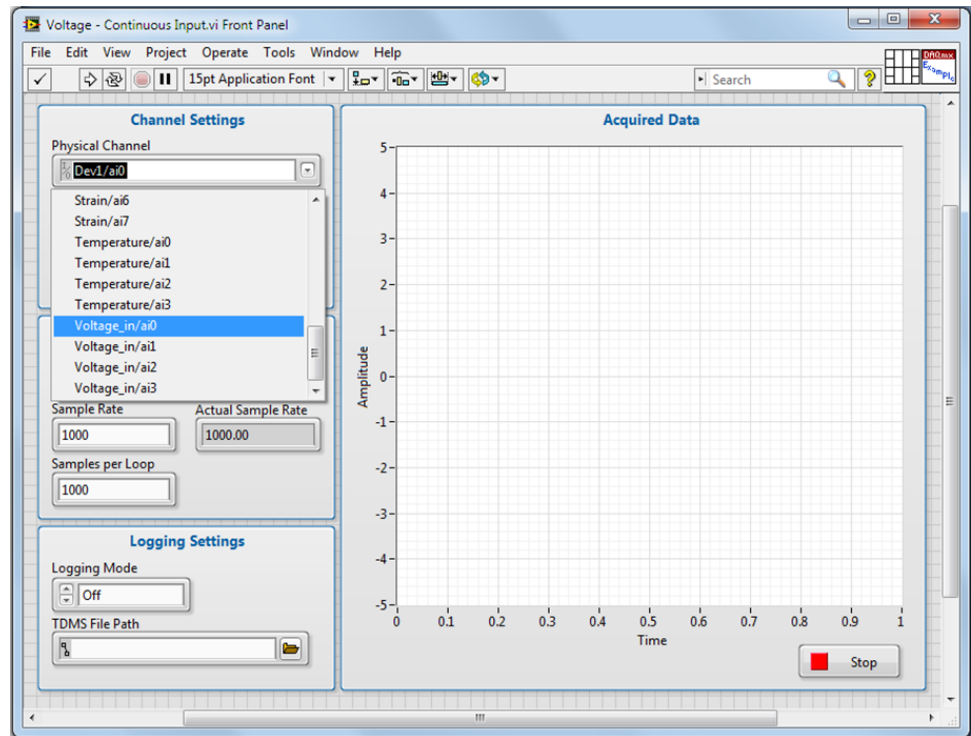 Voltage - Continuous Input.vi Front Panel
File Edit View Project Operate Tools Window Help
15pt Application Font
Search
DAQmx
Example
Channel Settings
Physical Channel
Dev1/ai0
Strain/ai6
Strain/ai7
Temperature/ai0
Temperature/ai1
Temperature/ai2
Temperature/ai3
Voltage_in/ai0
Voltage_in/ai1
Voltage_in/ai2
Voltage_in/ai3
Sample Rate
Actual Sample Rate
1000
1000.00
Samples per Loop
1000
Logging Settings
Logging Mode
Off
TDMS File Path
Acquired Data
Amplitude
5
4
3
2
1
0
-1
-2
-3
-4
-5
0 0.1 0.2 0.3 0.4 0.5 0.6 0.7 0.8 0.9 1
Time
Stop